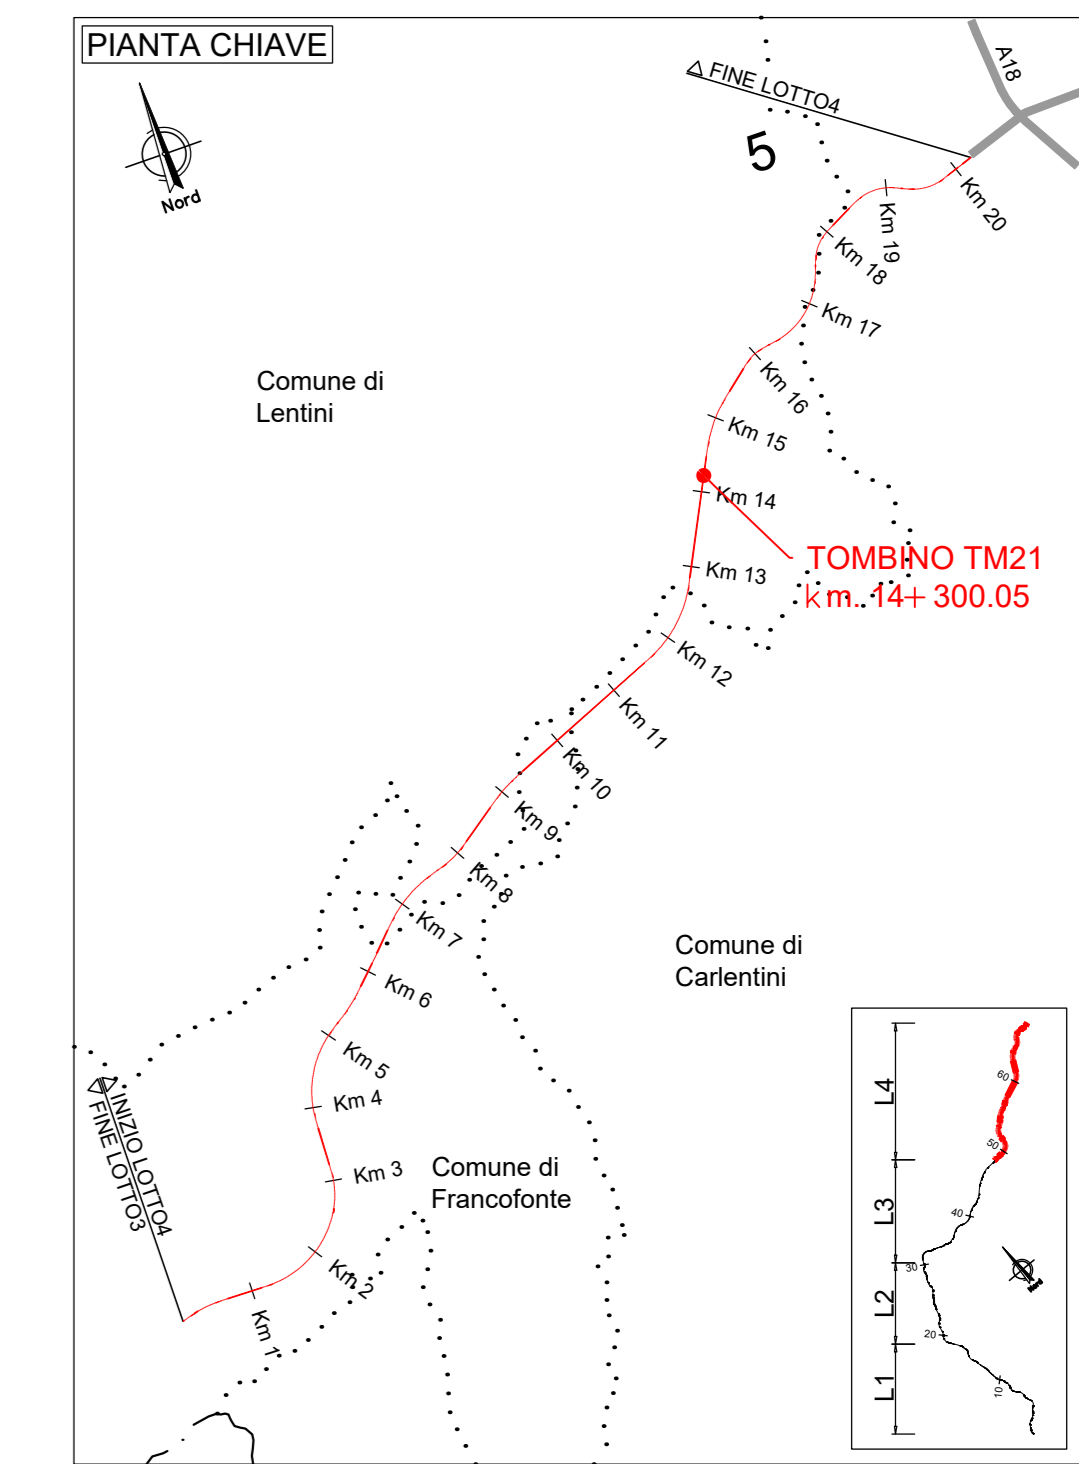 PIANTA CHIAVE
Nord
FINE LOTTO4
A18
5
Km 20
Km 19
Km 18
Km 17
Comune di
Lentini
Km 16
Km 15
Km 14
TOMBINO TM21
km. 14+300.05
Km 13
Km 12
Km 11
Km 10
Km 9
Km 8
Km 7
Comune di
Carlentini
Km 6
Km 5
Km 4
INIZIO LOTTO4
FINE LOTTO3
Km 3
Comune di
Francofonte
Km 2
Km 1
L4
60
50
L3
40
30
Nord
L2
20
L1
10